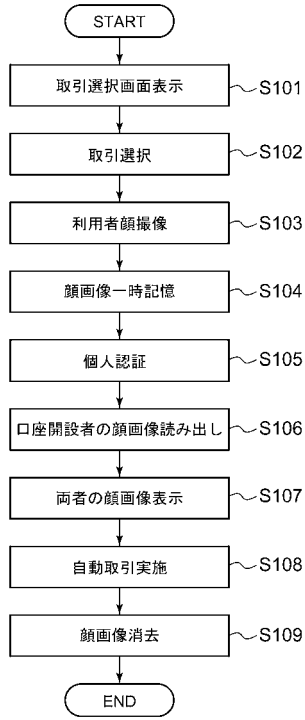 START
取引選択画面表示 S101
取引選択 S102
利用者顔撮像 S103
顔画像一時記憶 S104
個人認証 S105
口座開設者の顔画像読み出し S106
両者の顔画像表示 S107
自動取引実施 S108
顔画像消去 S109
END